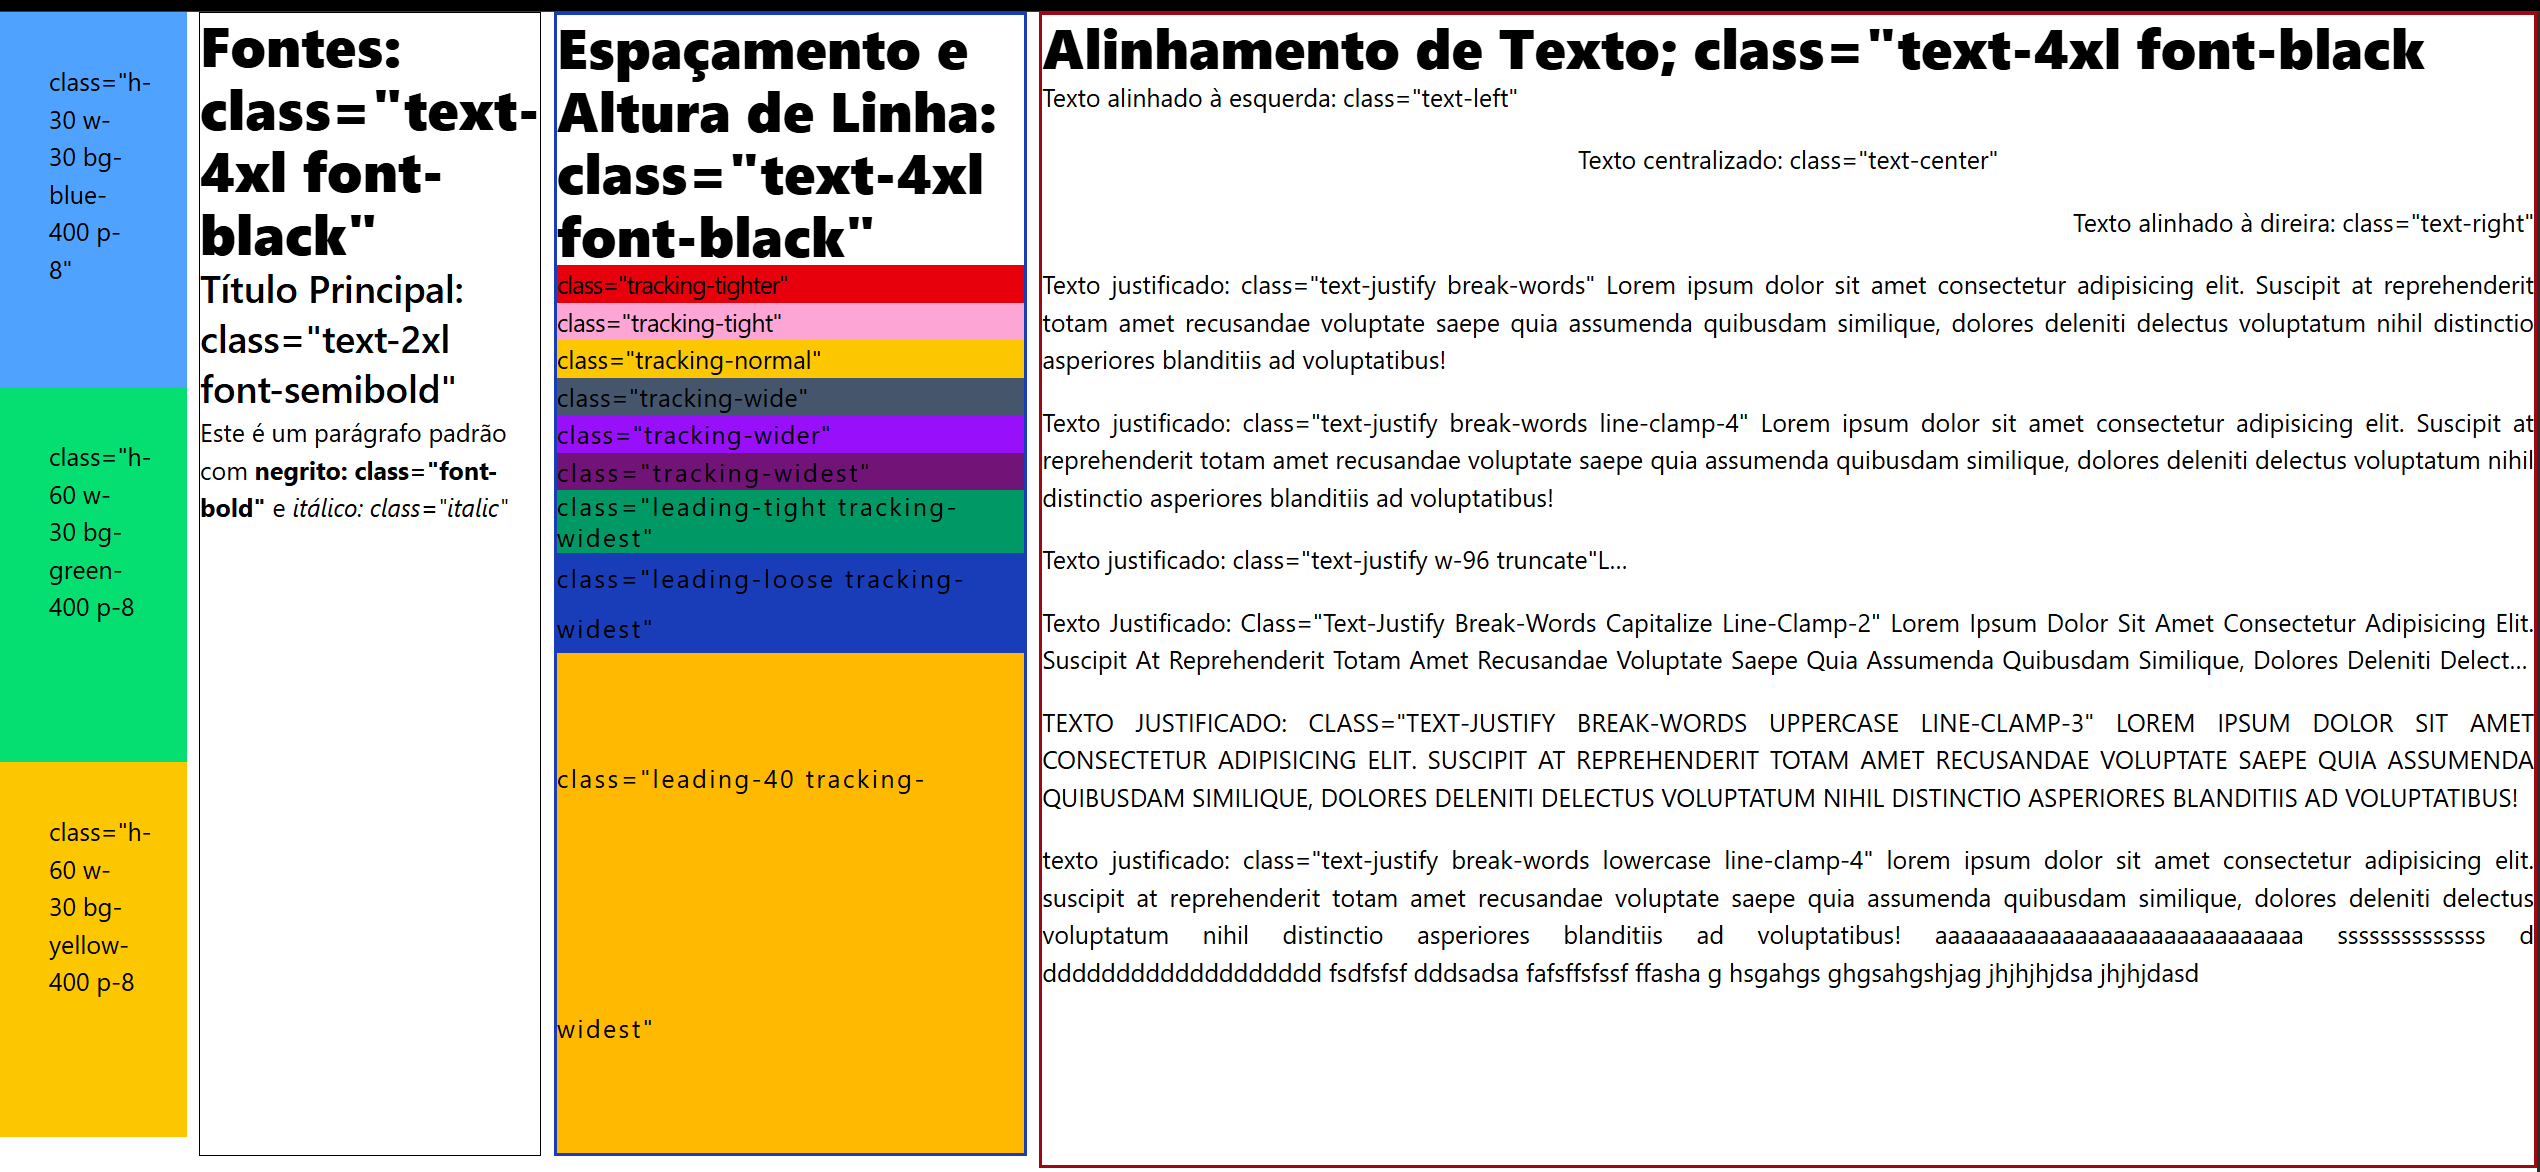 class="h-
30 w-
30 bg-
blue-
400 p-
8"
class="h-
60 w-
30 bg-
green-
400 p-8
class="h-
60 w-
30 bg-
yellow-
400 p-8
Fontes:
class="text-
4xl font-
black"
Título Principal:
class="text-2xl
font-semibold"
Este é um parágrafo padrão
com negrito: class="font-
bold" e itálico: class="italic"
Espaçamento e
Altura de Linha:
class="text-4xl
font-black"
class="tracking-tighter"
class="tracking-tight"
class="tracking-normal"
class="tracking-wide"
class="tracking-wider"
class="tracking-widest"
class="leading-tight tracking-
widest"
class="leading-loose tracking-
widest"
class="leading-40 tracking-
widest"
Alinhamento de Texto; class="text-4xl font-black
Texto alinhado à esquerda: class="text-left"
Texto centralizado: class="text-center"
Texto alinhado à direira: class="text-right"
Texto justificado: class="text-justify break-words" Lorem ipsum dolor sit amet consectetur adipisicing elit. Suscipit at reprehenderit
totam amet recusandae voluptate saepe quia assumenda quibusdam similique, dolores deleniti delectus voluptatum nihil distinctio
asperiores blanditiis ad voluptatibus!
Texto justificado: class="text-justify break-words line-clamp-4" Lorem ipsum dolor sit amet consectetur adipisicing elit. Suscipit at
reprehenderit totam amet recusandae voluptate saepe quia assumenda quibusdam similique, dolores deleniti delectus voluptatum nihil
distinctio asperiores blanditiis ad voluptatibus!
Texto justificado: class="text-justify w-96 truncate"L...
Texto Justificado: Class="Text-Justify Break-Words Capitalize Line-Clamp-2" Lorem Ipsum Dolor Sit Amet Consectetur Adipisicing Elit.
Suscipit At Reprehenderit Totam Amet Recusandae Voluptate Saepe Quia Assumenda Quibusdam Similique, Dolores Deleniti Delect...
TEXTO JUSTIFICADO: CLASS="TEXT-JUSTIFY BREAK-WORDS UPPERCASE LINE-CLAMP-3" LOREM IPSUM DOLOR SIT AMET
CONSECTETUR ADIPISICING ELIT. SUSCIPIT AT REPREHENDERIT TOTAM AMET RECUSANDAE VOLUPTATE SAEPE QUIA ASSUMENDA
QUIBUSDAM SIMILIQUE, DOLORES DELENITI DELECTUS VOLUPTATUM NIHIL DISTINCTIO ASPERIORES BLANDITIIS AD VOLUPTATIBUS!
texto justificado: class="text-justify break-words lowercase line-clamp-4" lorem ipsum dolor sit amet consectetur adipisicing elit.
suscipit at reprehenderit totam amet recusandae voluptate saepe quia assumenda quibusdam similique, dolores deleniti delectus
voluptatum nihil distinctio asperiores blanditiis ad voluptatibus! aaaaaaaaaaaaaaaaaaaaaaaaaaaaa ssssssssssssss d
ddddddddddddddddddd fsdfsfsf dddsadsa fafsffsfssf ffasha g hsgahgs ghgsahgshjag jhjhjhjdsa jhjhjdasd